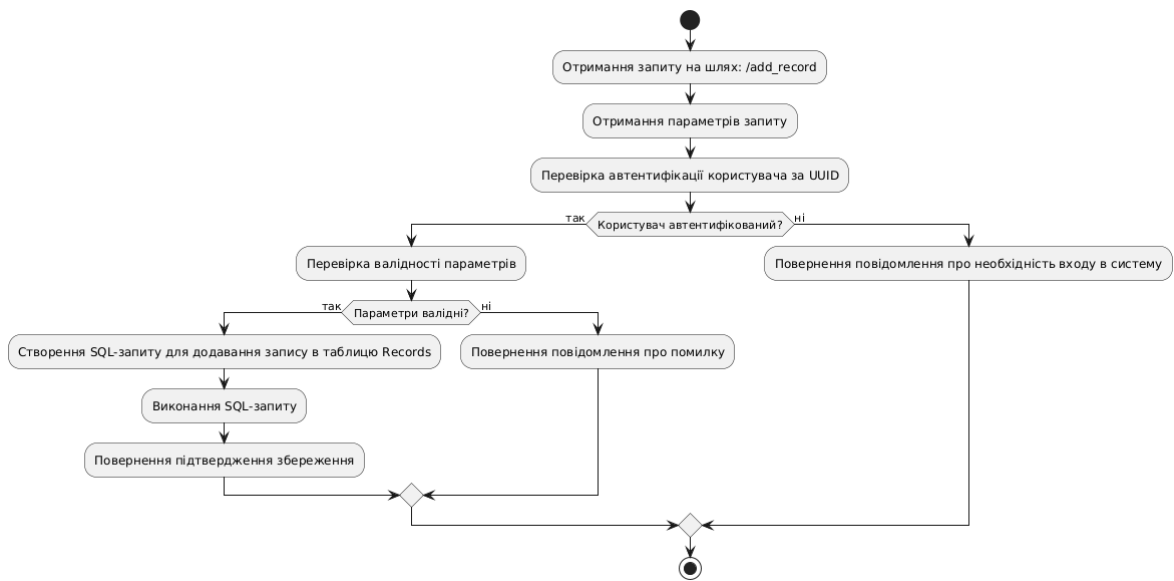 Отримання запиту на шлях: /add_record
Отримання параметрів запиту
Перевірка автентифікації користувача за UUID
так
Користувач автентифікований?
ні
Перевірка валідності параметрів
Повернення повідомлення про необхідність входу в систему
так
Параметри валідні?
ні
Створення SQL-запиту для додавання запису в таблицю Records
Повернення повідомлення про помилку
Виконання SQL-запиту
Повернення підтвердження збереження